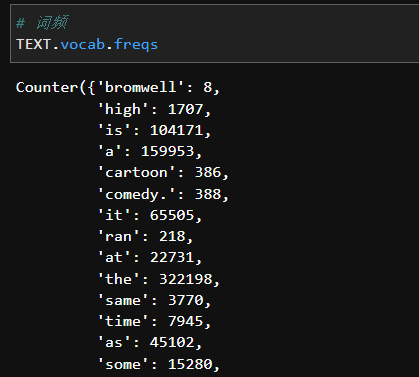 # 词频
TEXT.vocab.freqs
Counter({'bromwell': 8,
'high': 1707,
'is': 104171,
'a': 159953,
'cartoon': 386,
'comedy.': 388,
'it': 65505,
'ran': 218,
'at': 22731,
'the': 322198,
'same': 3770,
'time': 7945,
'as': 45102,
'some': 15280,